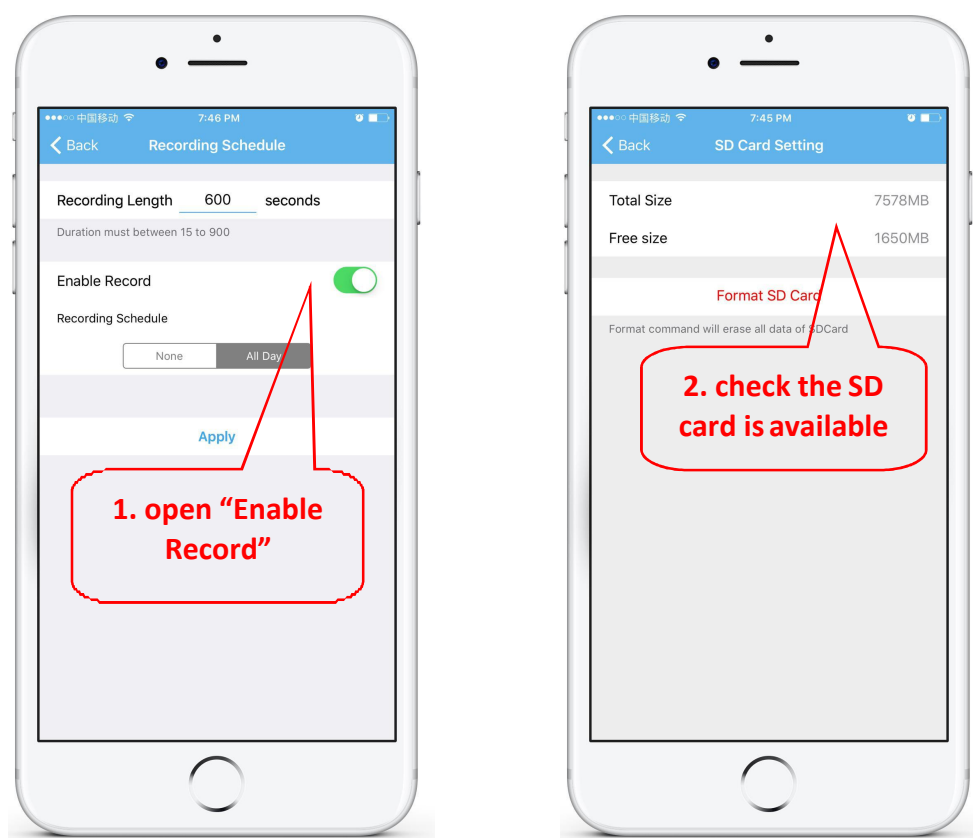 中国移动 7:46 PM
Back Recording Schedule
Recording Length 600 seconds
Duration must between 15 to 900
Enable Record
Recording Schedule
None All Day
Apply
1. open “Enable
Record”
中国移动 7:45 PM
Back SD Card Setting
Total Size 7578MB
Free size 1650MB
Format SD Card
Format command will erase all data of SDCard
2. check the SD
card is available